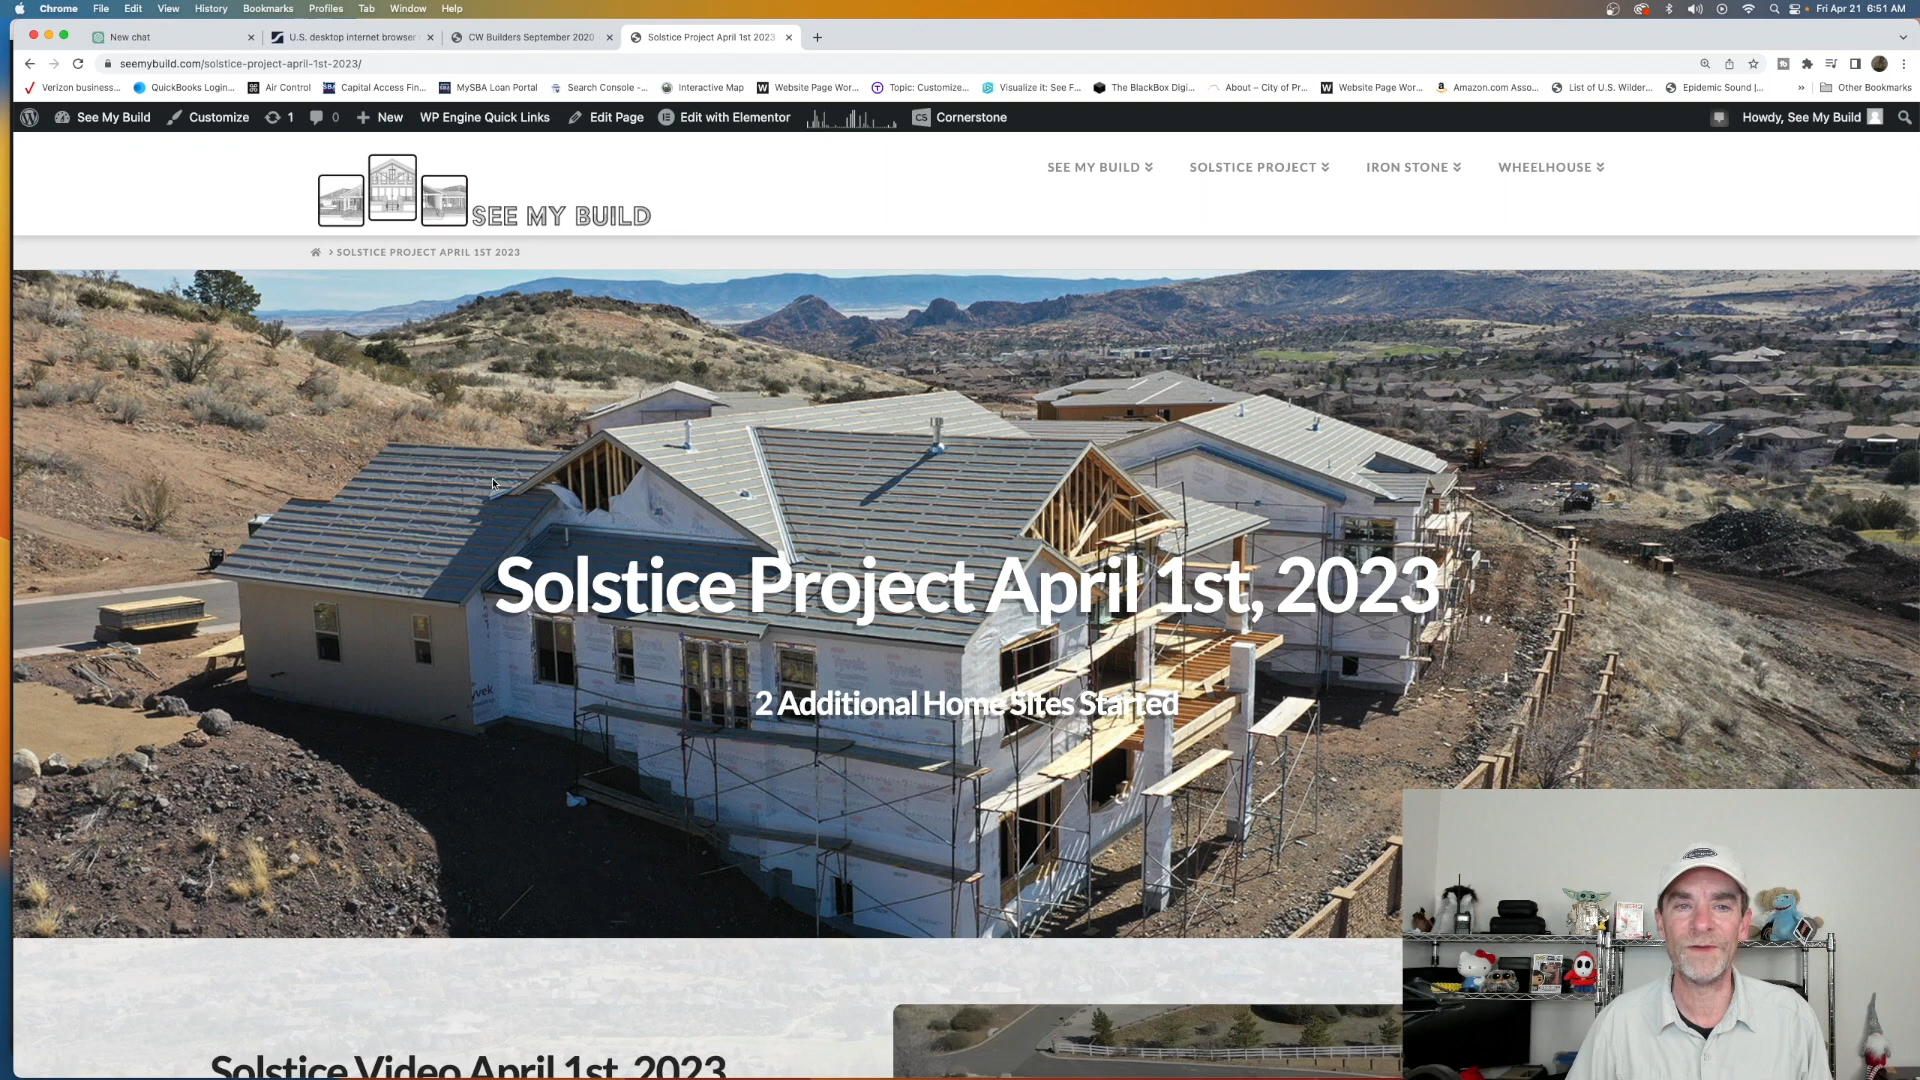 Chrome File Edit View History Bookmarks Profiles Tab Window Help
Fri Apr 21 6:51 AM
New chat
U.S. desktop internet browser
CW Builders September 2020
Solstice Project April 1st 2023
seemybuild.com/solstice-project-april-1st-2023/
Verizon business...
QuickBooks Login...
Air Control
Capital Access Fin...
MySBA Loan Portal
Search Console -...
Interactive Map
Website Page Wor...
Topic: Customize...
Visualize it: See F...
The BlackBox Digi...
About – City of Pr...
Website Page Wor...
Amazon.com Asso...
List of U.S. Wilder...
Epidemic Sound |...
Other Bookmarks
See My Build
Customize
1
0
New
WP Engine Quick Links
Edit Page
Edit with Elementor
CS Cornerstone
Howdy, See My Build
SEE MY BUILD
SEE MY BUILD
SOLSTICE PROJECT
IRON STONE
WHEELHOUSE
SOLSTICE PROJECT APRIL 1ST 2023
Solstice Project April 1st, 2023
2 Additional Home Sites Started
Tyvek
Tyvek
Tyvek
Solstice Video April 1st, 2023